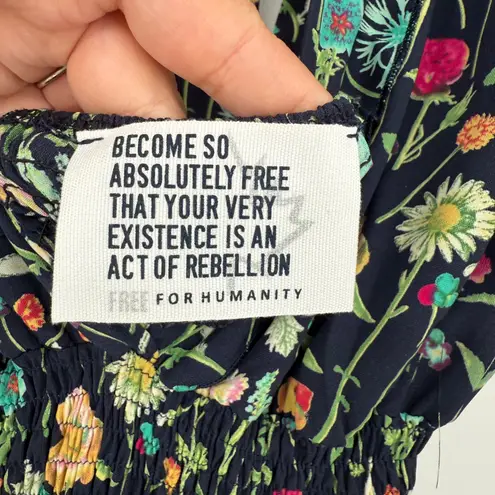 BECOME SO
ABSOLUTELY FREE
THAT YOUR VERY
EXISTENCE IS AN
ACT OF REBELLION
FREE FOR HUMANITY